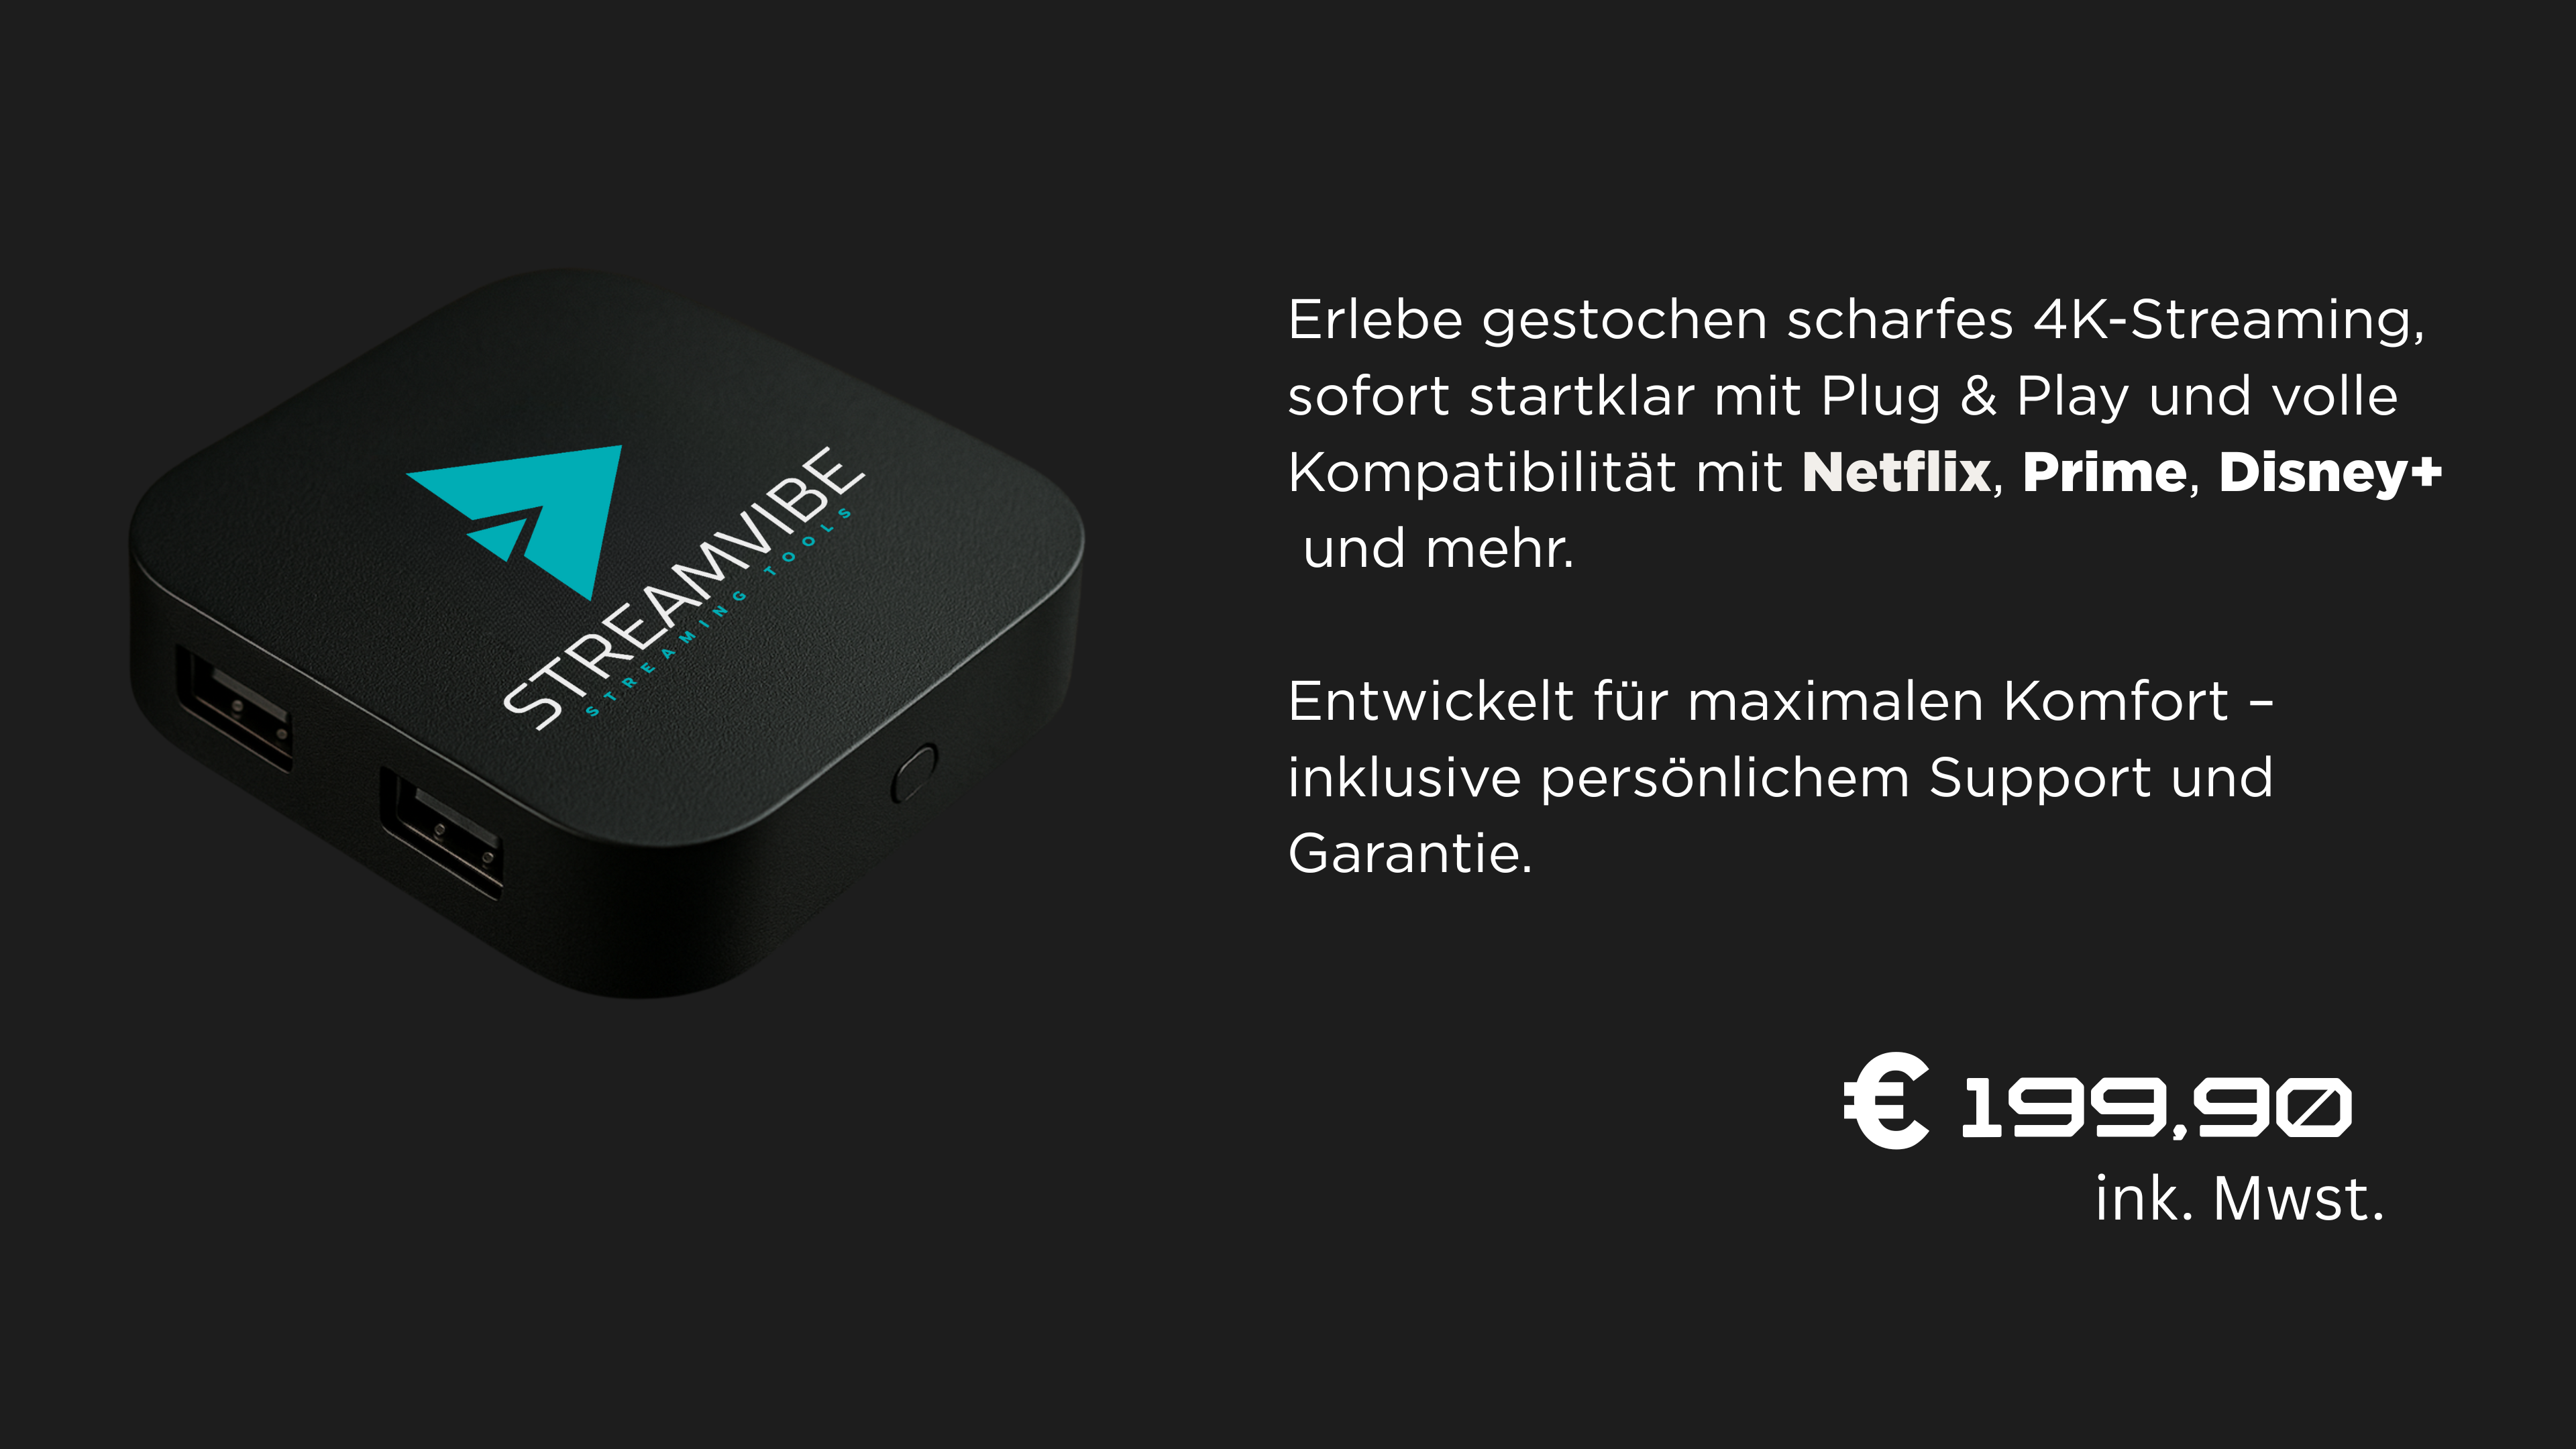 STREAMVIBE
STREAMING TOOLS
Erlebe gestochen scharfes 4K-Streaming,
sofort startklar mit Plug & Play und volle
Kompatibilität mit Netflix, Prime, Disney+
und mehr.
Entwickelt für maximalen Komfort –
inklusive persönlichem Support und
Garantie.
€ 199,90
ink. Mwst.